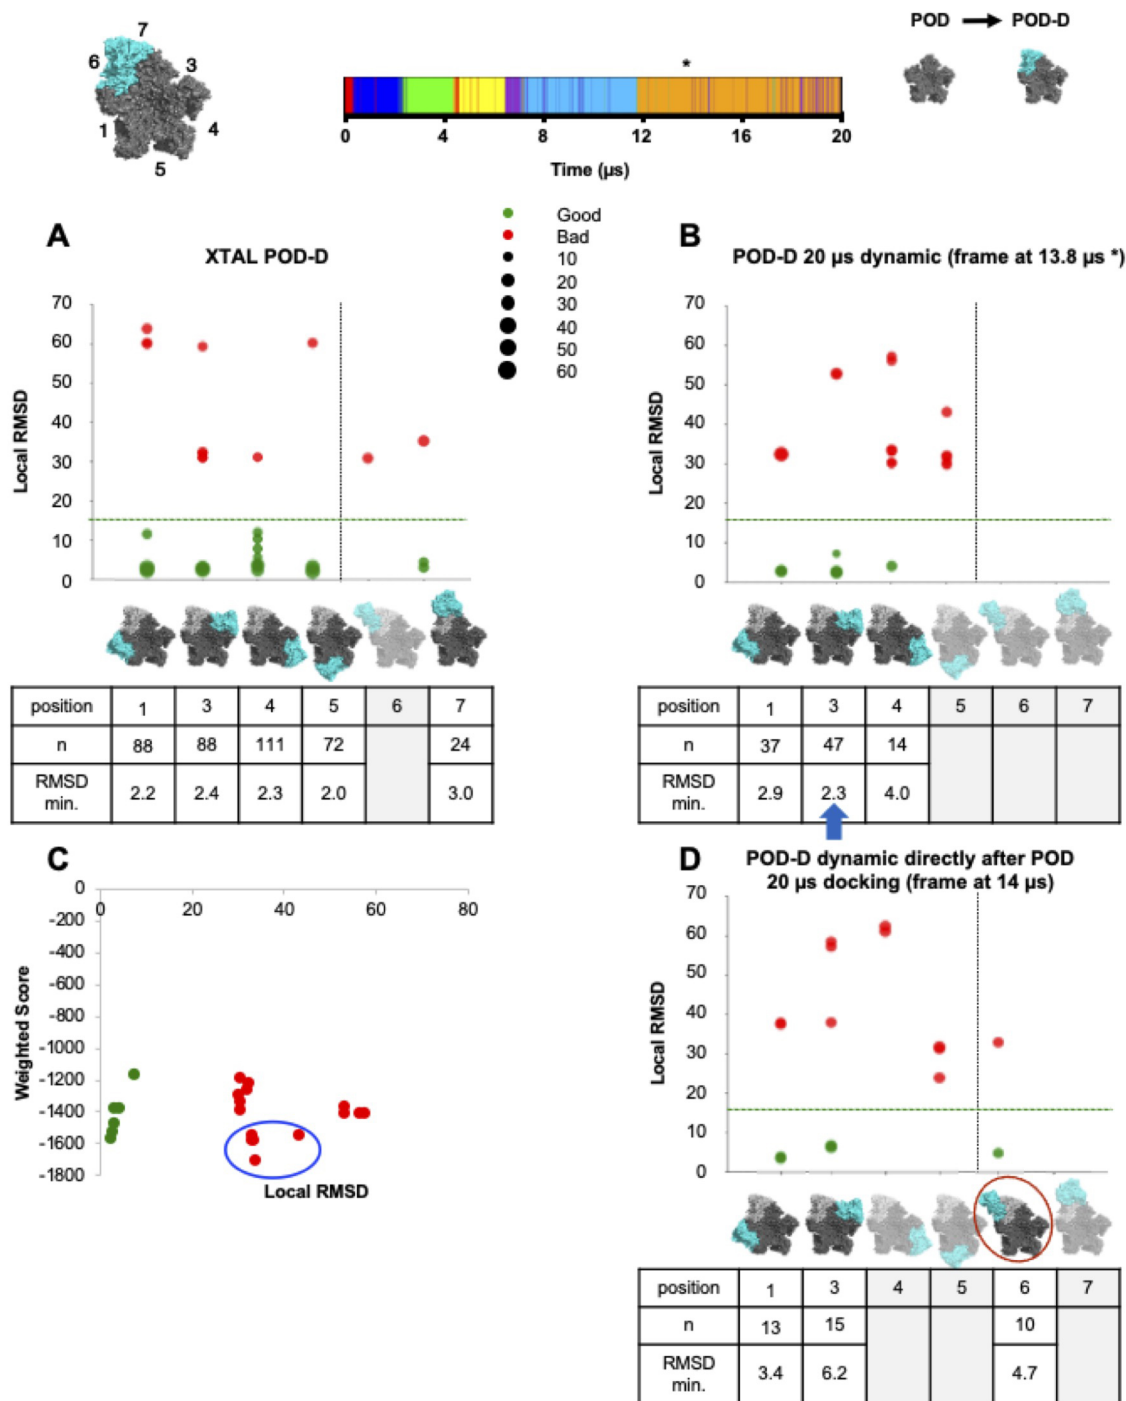 7
6
3
1
4
5
*
0 4 8 12 16 20
Time (µs)
POD POD-D
Good
Bad
10
20
30
40
50
60
A
XTAL POD-D
Local RMSD
70
60
50
40
30
20
10
0
position 1 3 4 5 6 7
n 88 88 111 72 24
RMSD min. 2.2 2.4 2.3 2.0 3.0
B
POD-D 20 µs dynamic (frame at 13.8 µs *)
Local RMSD
70
60
50
40
30
20
10
0
position 1 3 4 5 6 7
n 37 47 14
RMSD min. 2.9 2.3 4.0
C
Weighted Score
0 20 40 60 80
0
-200
-400
-600
-800
-1000
-1200
-1400
-1600
-1800
Local RMSD
D
POD-D dynamic directly after POD
20 µs docking (frame at 14 µs)
Local RMSD
70
60
50
40
30
20
10
0
position 1 3 4 5 6 7
n 13 15 10
RMSD min. 3.4 6.2 4.7